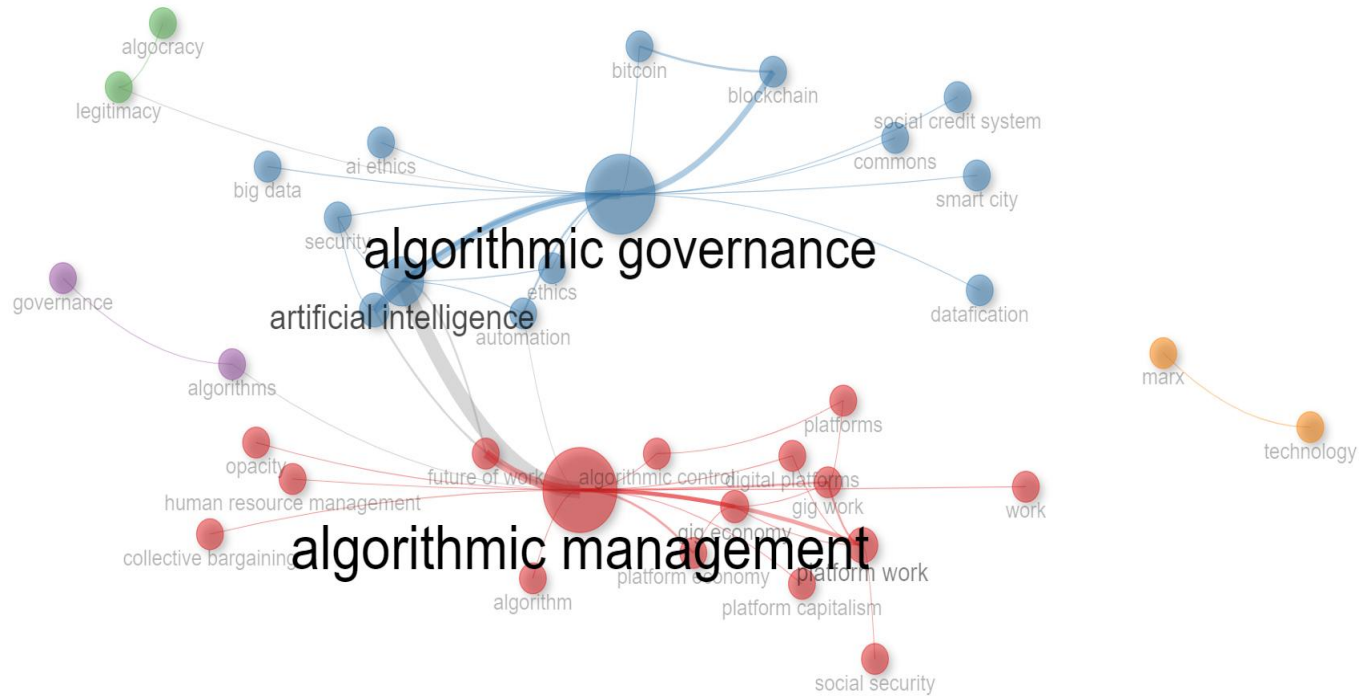 algocracy
bitcoin
blockchain
legitimacy
social credit system
ai ethics
commons
big data
smart city
security
algorithmic governance
ethics
governance
artificial intelligence
datafication
automation
marx
algorithms
platforms
technology
opacity
future of work
algorithmic control
digital platforms
human resource management
gig work
work
gig economy
collective bargaining
algorithmic management
platform economy
platform work
algorithm
platform capitalism
social security